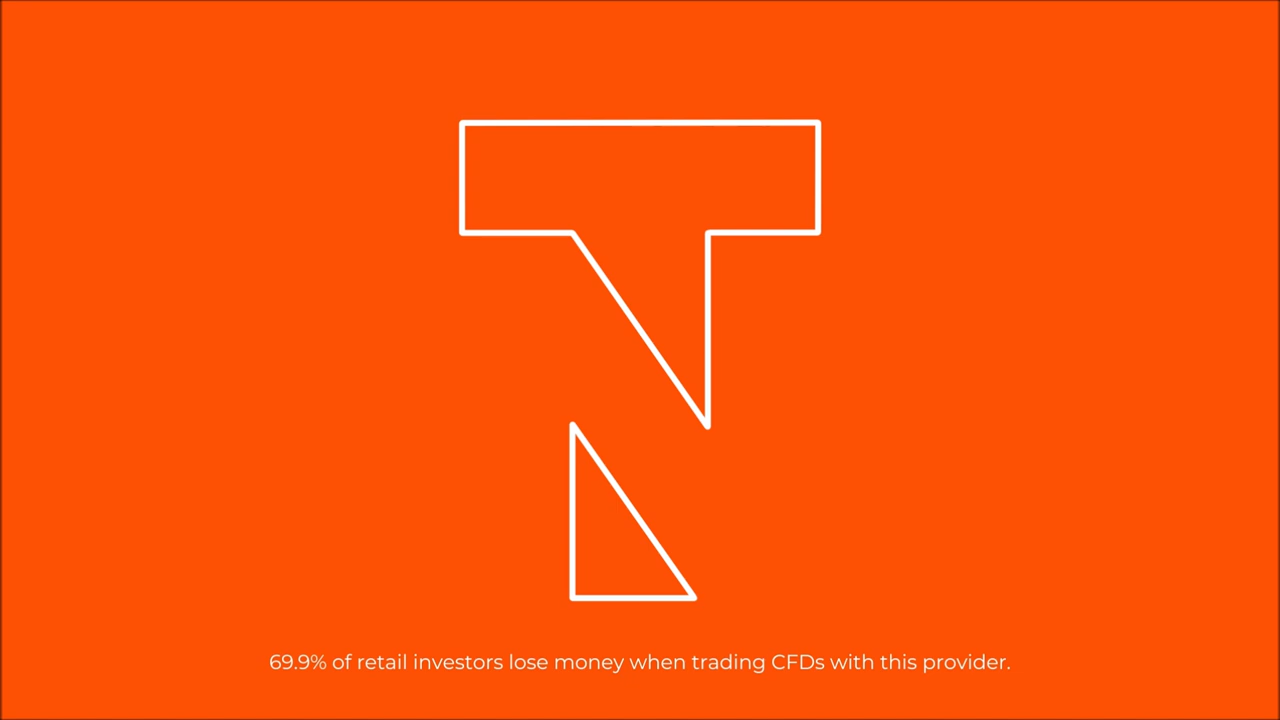 69.9% of retail investors lose money when trading CFDs with this provider.